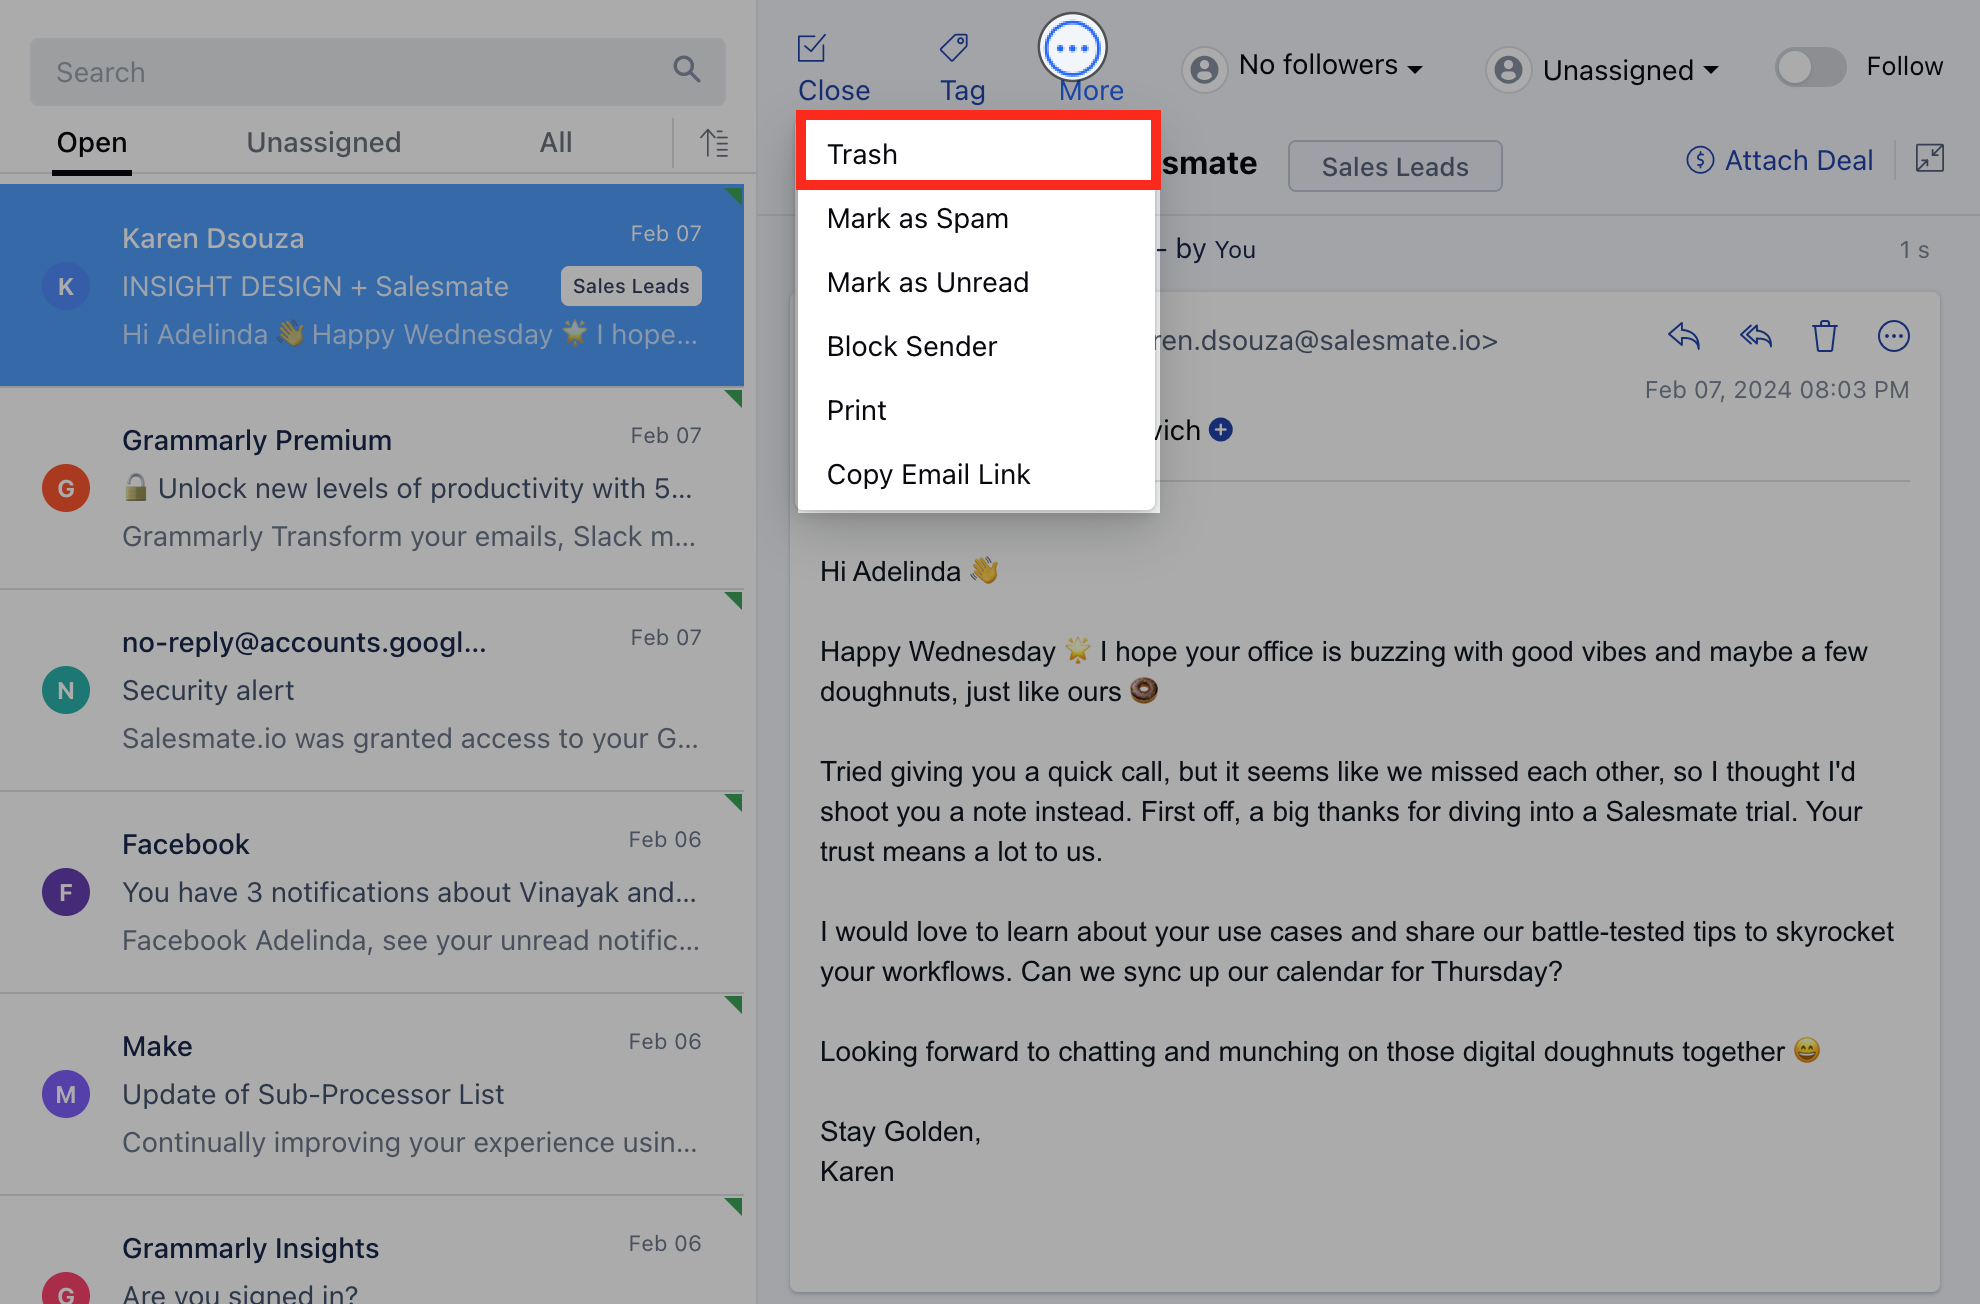 Search
Open
Unassigned
All
K
Karen Dsouza
Feb 07
INSIGHT DESIGN + Salesmate
Sales Leads
Hi Adelinda 👋 Happy Wednesday 🌟 I hope...
G
Grammarly Premium
Feb 07
🔒 Unlock new levels of productivity with 5...
Grammarly Transform your emails, Slack m...
N
no-reply@accounts.googl...
Feb 07
Security alert
Salesmate.io was granted access to your G...
F
Facebook
Feb 06
You have 3 notifications about Vinayak and...
Facebook Adelinda, see your unread notific...
M
Make
Feb 06
Update of Sub-Processor List
Continually improving your experience usin...
G
Grammarly Insights
Feb 06
Are you signed in?
Close
Tag
More
No followers
Unassigned
Follow
Trash
Mark as Spam
Mark as Unread
Block Sender
Print
Copy Email Link
smate
Sales Leads
Attach Deal
- by You
1 s
ren.dsouza@salesmate.io>
Feb 07, 2024 08:03 PM
vich
Hi Adelinda 👋
Happy Wednesday 🌟 I hope your office is buzzing with good vibes and maybe a few
doughnuts, just like ours 🍩
Tried giving you a quick call, but it seems like we missed each other, so I thought I'd
shoot you a note instead. First off, a big thanks for diving into a Salesmate trial. Your
trust means a lot to us.
I would love to learn about your use cases and share our battle-tested tips to skyrocket
your workflows. Can we sync up our calendar for Thursday?
Looking forward to chatting and munching on those digital doughnuts together 😄
Stay Golden,
Karen